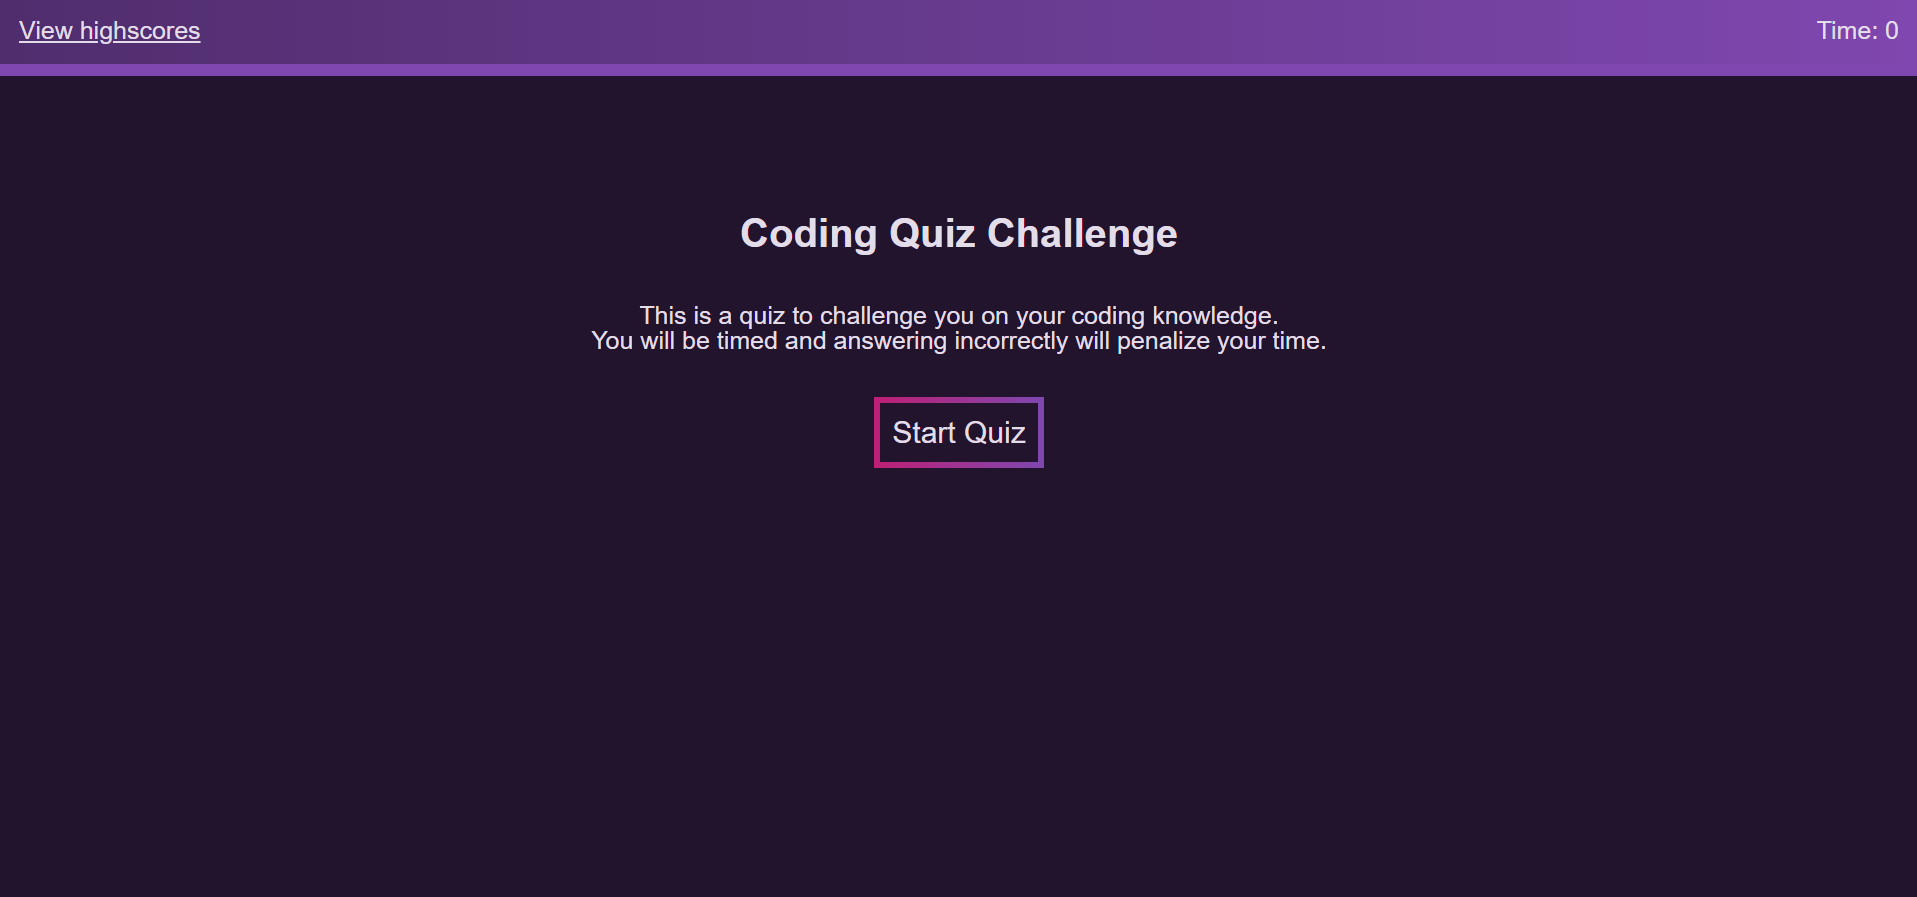 View highscores
Time: 0
Coding Quiz Challenge
This is a quiz to challenge you on your coding knowledge.
You will be timed and answering incorrectly will penalize your time.
Start Quiz